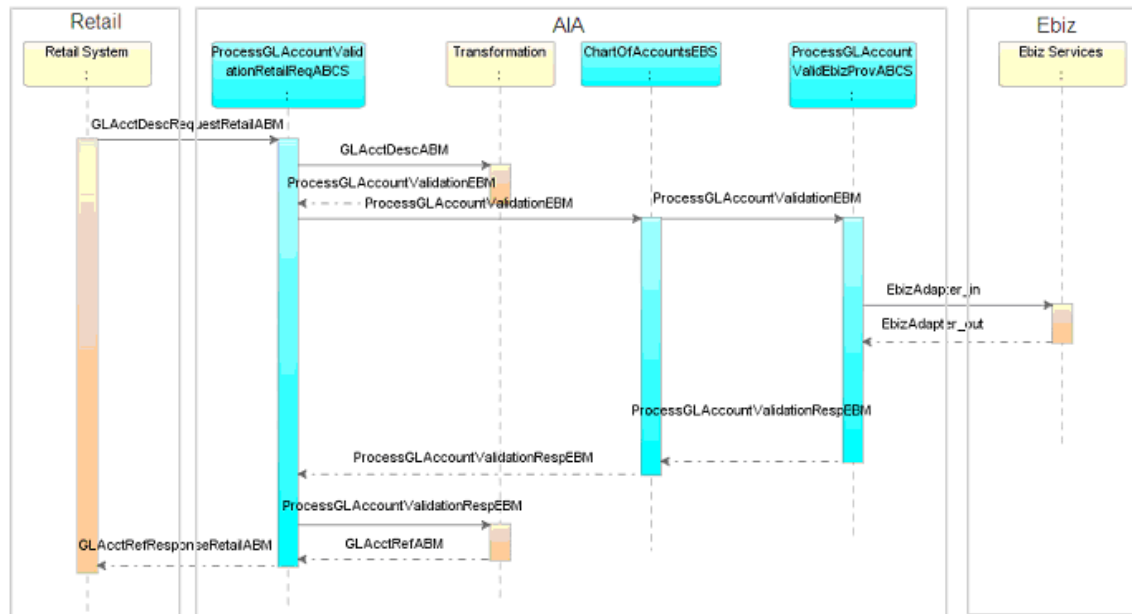 Retail
AIA
Ebiz
Retail System
:
ProcessGLAccountValid
ationRetailReqABCS
:
Transformation
:
ChartOfAccountsEBS
:
ProcessGLAccount
ValidEbizProvABCS
:
Ebiz Services
:
GLAcctDescRequestRetailABM
GLAcctDescABM
ProcessGLAccountValidationEBM
ProcessGLAccountValidationEBM
ProcessGLAccountValidationEBM
EbizAdapter_in
EbizAdapter_out
ProcessGLAccountValidationRespEBM
ProcessGLAccountValidationRespEBM
ProcessGLAccountValidationRespEBM
GLAcctRefResponseRetailABM
GLAcctRefABM